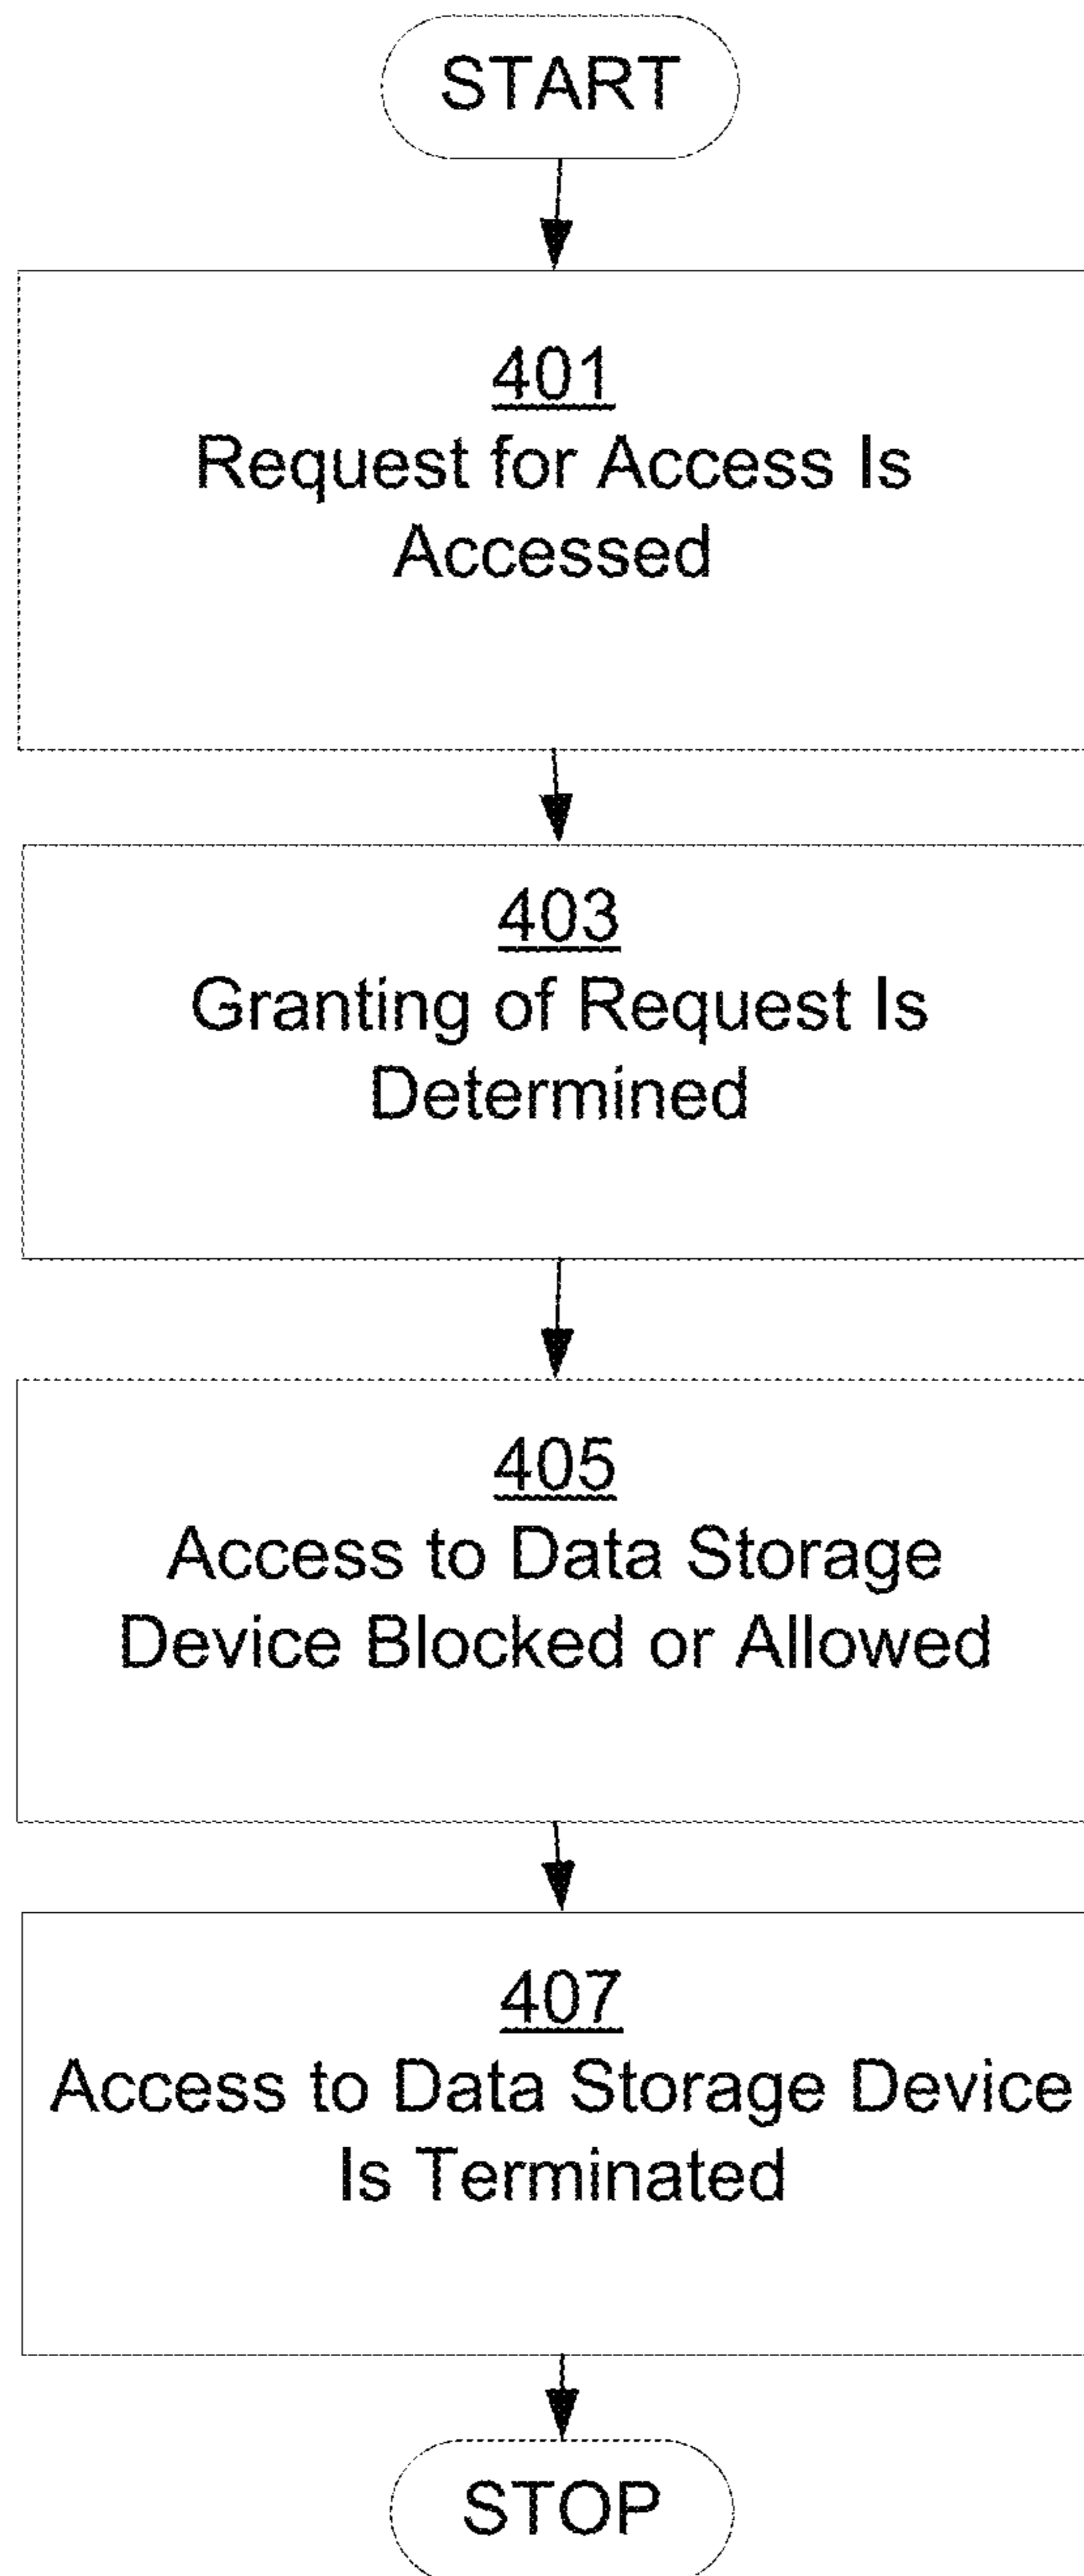 START
401
Request for Access Is
Accessed
403
Granting of Request Is
Determined
405
Access to Data Storage
Device Blocked or Allowed
407
Access to Data Storage Device
Is Terminated
STOP